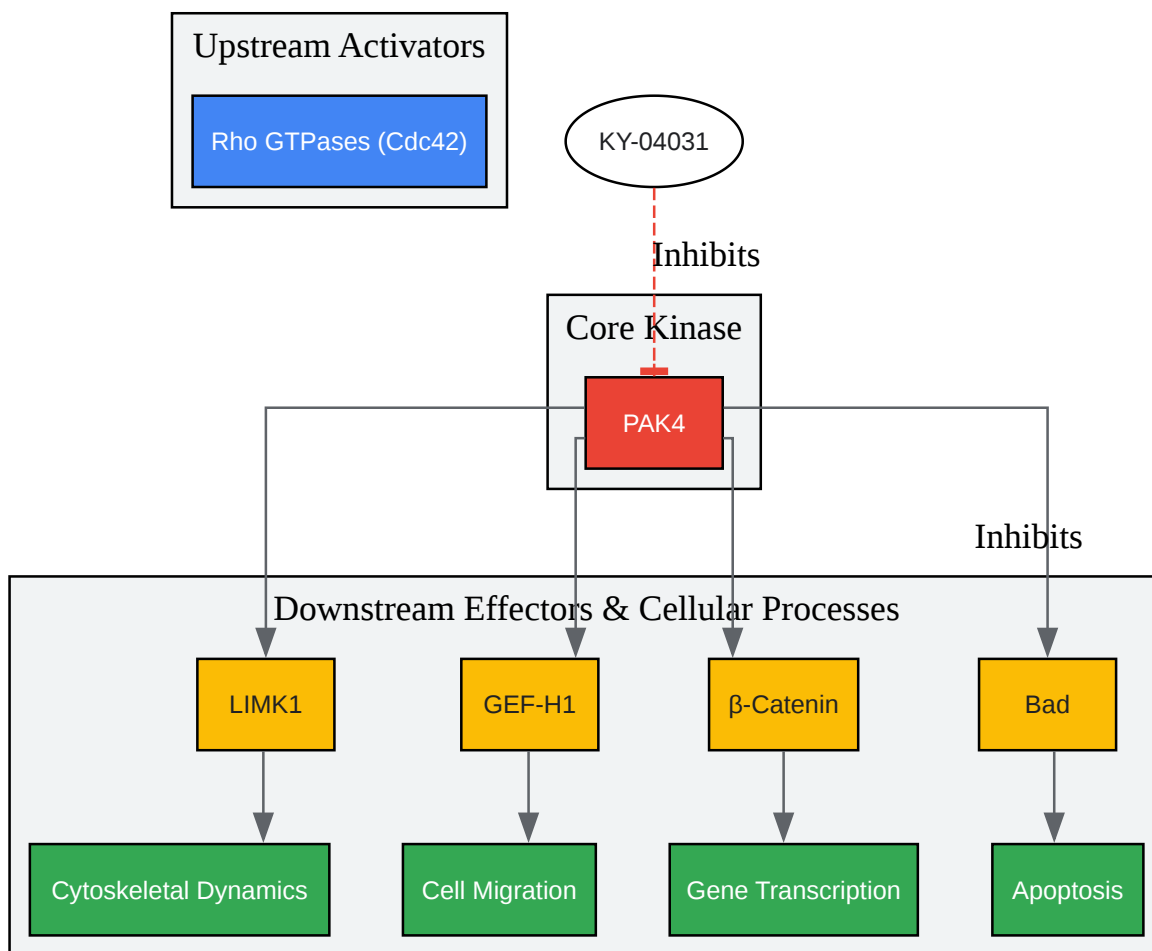 Upstream Activators
Rho GTPases (Cdc42)
KY-04031
Inhibits
Core Kinase
PAK4
Inhibits
Downstream Effectors & Cellular Processes
LIMK1
GEF-H1
β-Catenin
Bad
Cytoskeletal Dynamics
Cell Migration
Gene Transcription
Apoptosis